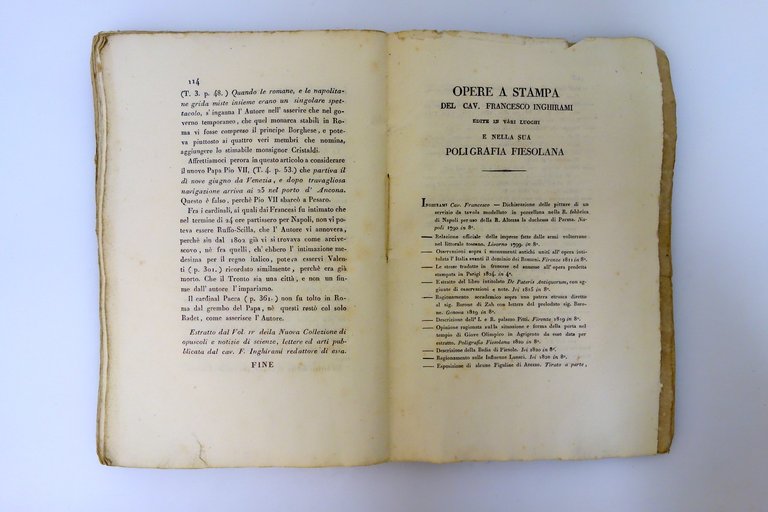 114
(T. 3. p. 48.) Quando le romane, e le napolita-
ne grida miste insieme erano un singolare spet-
tacolo, s'inganna l'Autore nell'asserire che nel go-
verno temporaneo, che quel monarca stabilì in Ro-
ma vi fosse compreso il principe Borghese, e pote-
va piuttosto ai quattro veri membri che nomina,
aggiungere lo stimabile monsignor Cristaldi.
Affrettiamoci perora in questo articolo a considerare
il nuovo Papa Pio VII, (T. 4. p. 53.) che partiva il
dì nove giugno da Venezia, e dopo travagliosa
navigazione arriva ai 25 nel porto d'Ancona.
Questo è falso, perchè Pio VII sbarcò a Pesaro.
Fra i cardinali, ai quali dai Francesi fu intimato che
nel termine di 24 ore partissero per Napoli, non vi po-
teva essere Ruffo-Scilla, che l'Autore vi annovera,
perchè sin dal 1802 già vi si trovava come arcive-
scovo, nè fra quelli, ch'ebbero l'intimazione me-
desima per il regno italico, poteva esservi Valen-
ti (p. 301.) ricordato similmente, perchè era già
morto. Che il Tronto sia una città, e non un fiu-
me dall'autore l'impariamo.
Il cardinal Pacca (p. 361.) non fu tolto in Ro-
ma dal grembo del Papa, nè questi restò col solo
Radet, come asserisce l'Autore.
Estratto dal Vol. IV della Nuova Collezione di
opuscoli e notizie di scienze, lettere ed arti pub-
blicata dal cav. F. Inghirami redattore di essa.
FINE
OPERE A STAMPA
DEL CAV. FRANCESCO INGHIRAMI
EDITE IN VARI LUOGHI
E NELLA SUA
POLIGRAFIA FIESOLANA
INGHIRAMI Cav. Francesco — Dichiarazione delle pitture di un
servizio da tavola modellato in porcellana nella R. fabbrica
di Napoli per uso della R. Altezza la duchessa di Parma. Na-
poli 1790 in 8°.
— Relazione officiale delle imprese fatte dalle armi volterrane
nel littorale toscano. Livorno 1799. in 8°.
— Osservazioni sopra i monumenti antichi uniti all'opera inti-
tolata l'Italia avanti il dominio dei Romani. Firenze 1811 in 8°.
— Le stesse tradotte in francese ed annesse all'opera predetta
stampata in Parigi 1824 in 4°.
— Estratto del libro intitolato De Pateris Antiquorum, con ag-
giunte di osservazioni e note. Ivi 1815 in 8°.
— Ragionamento accademico sopra una patera etrusca diretto
al sig. Barone di Zah con lettera del prelodato sig. Baro-
ne. Genova 1819 in 8°.
— Descrizione dell'I. e R. palazzo Pitti. Firenze 1819 in 8°.
— Opinione ragionata sulla situazione e forma della porta nel
tempio di Giove Olimpico in Agrigento da suoi data per
estratto. Poligrafia Fiesolana 1820 in 8°.
— Descrizione della Badia di Fiesole. Ivi 1820 in 8°.
— Ragionamento sulle Influenze Lunari. Ivi 1820 in 8°.
— Esposizione di alcune Figuline di Arezzo. Tirato a parte,